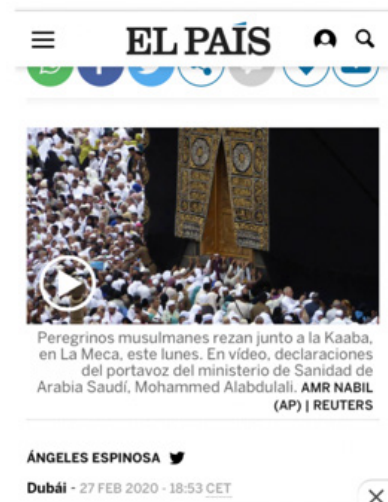 EL PAÍS
Peregrinos musulmanes rezan junto a la Kaaba,
en La Meca, este lunes. En vídeo, declaraciones
del portavoz del ministerio de Sanidad de
Arabia Saudí, Mohammed Alabdulali. AMR NABIL
(AP) | REUTERS
ÁNGELES ESPINOSA
Dubái - 27 FEB 2020 - 18:53 CET